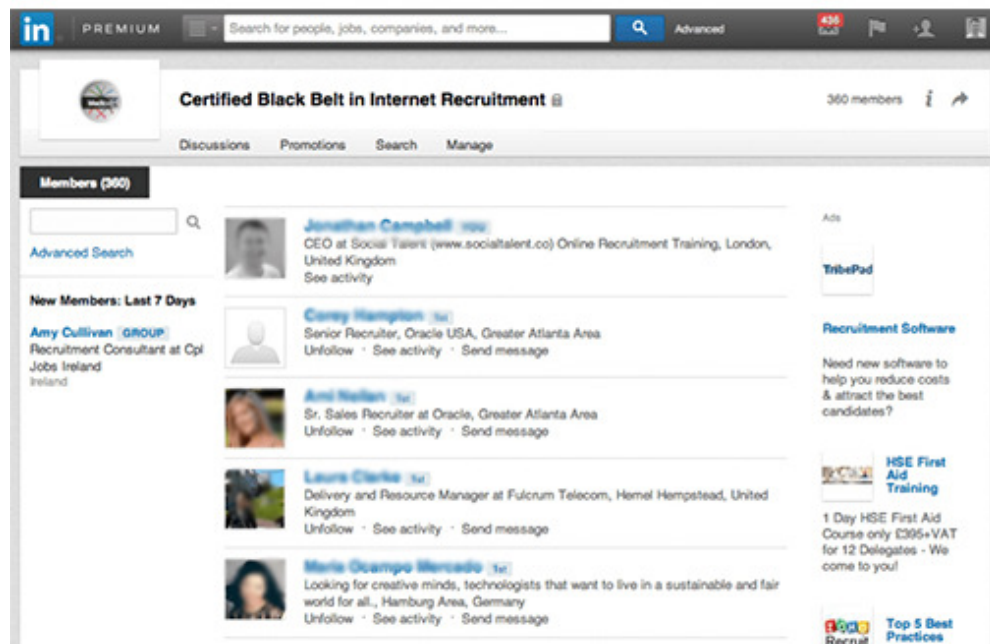 in PREMIUM Search for people, jobs, companies, and more... Advanced 436
Certified Black Belt in Internet Recruitment 360 members i
Discussions Promotions Search Manage
Members (360)
Advanced Search
New Members: Last 7 Days
Amy Cullivan GROUP
Recruitment Consultant at Cpl
Jobs Ireland
Ireland
CEO at Social Talent (www.socialtalent.co) Online Recruitment Training, London,
United Kingdom
See activity
Senior Recruiter, Oracle USA, Greater Atlanta Area
Unfollow · See activity · Send message
Sr. Sales Recruiter at Oracle, Greater Atlanta Area
Unfollow · See activity · Send message
Delivery and Resource Manager at Fulcrum Telecom, Hemel Hempstead, United
Kingdom
Unfollow · See activity · Send message
Looking for creative minds, technologists that want to live in a sustainable and fair
world for all., Hamburg Area, Germany
Unfollow · See activity · Send message
Ads
TribePad
Recruitment Software
Need new software to
help you reduce costs
& attract the best
candidates?
HSE First
Aid
Training
1 Day HSE First Aid
Course only £395+VAT
for 12 Delegates - We
come to you!
Recruit
Top 5 Best
Practices